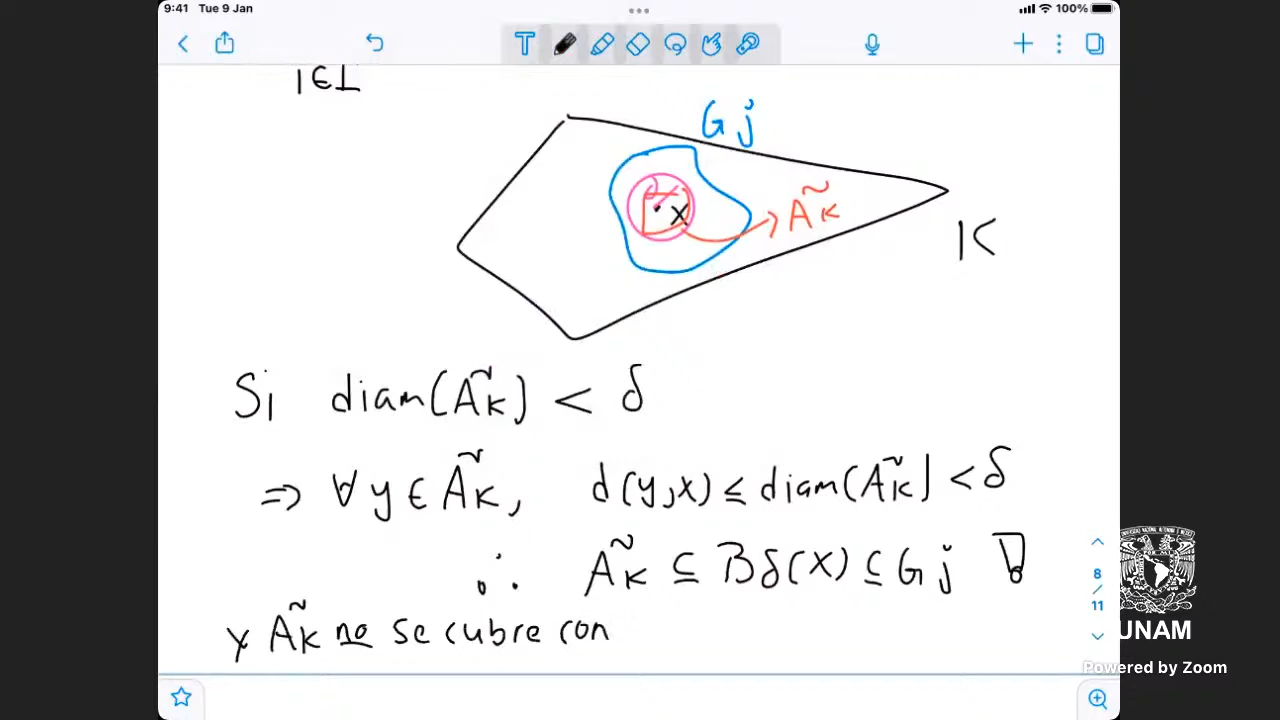 9:41 Tue 9 Jan
100%
i∈I
Gj
x
Ãk
K
Si diam(Ãk) < δ
⇒ ∀ y ∈ Ãk, d(y,x) ≤ diam(Ãk) < δ
∴ Ãk ⊆ Bδ(x) ⊆ Gj
y Ãk no se cubre con
8
/
11
UNAM
Powered by Zoom